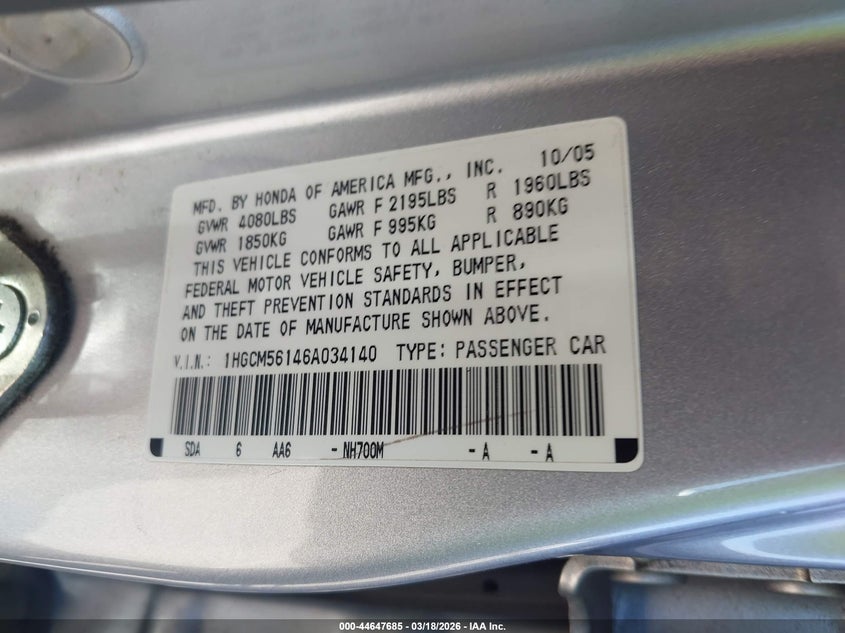 MFD. BY HONDA OF AMERICA MFG., INC. 10/05
GVWR 4080LBS GAWR F 2195LBS R 1960LBS
GVWR 1850KG GAWR F 995KG R 890KG
THIS VEHICLE CONFORMS TO ALL APPLICABLE
FEDERAL MOTOR VEHICLE SAFETY, BUMPER,
AND THEFT PREVENTION STANDARDS IN EFFECT
ON THE DATE OF MANUFACTURE SHOWN ABOVE.
V.I.N.: 1HGCM56146A034140 TYPE: PASSENGER CAR
SDA 6 AA6 -NH700M -A -A
000-44647685 | 03/18/2026 | IAA Inc.